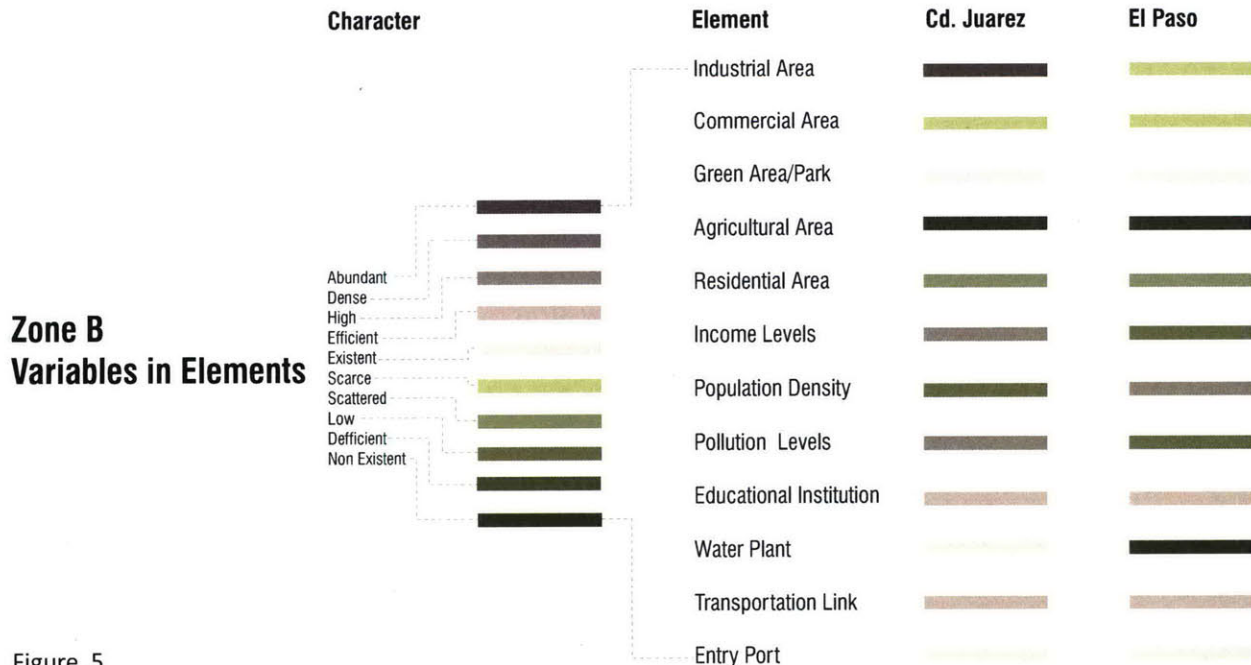 Character
Element
Cd. Juarez
El Paso
Zone B
Variables in Elements
Abundant
Dense
High
Efficient
Existent
Scarce
Scattered
Low
Defficient
Non Existent
Industrial Area
Commercial Area
Green Area/Park
Agricultural Area
Residential Area
Income Levels
Population Density
Pollution Levels
Educational Institution
Water Plant
Transportation Link
Entry Port
Figure 5